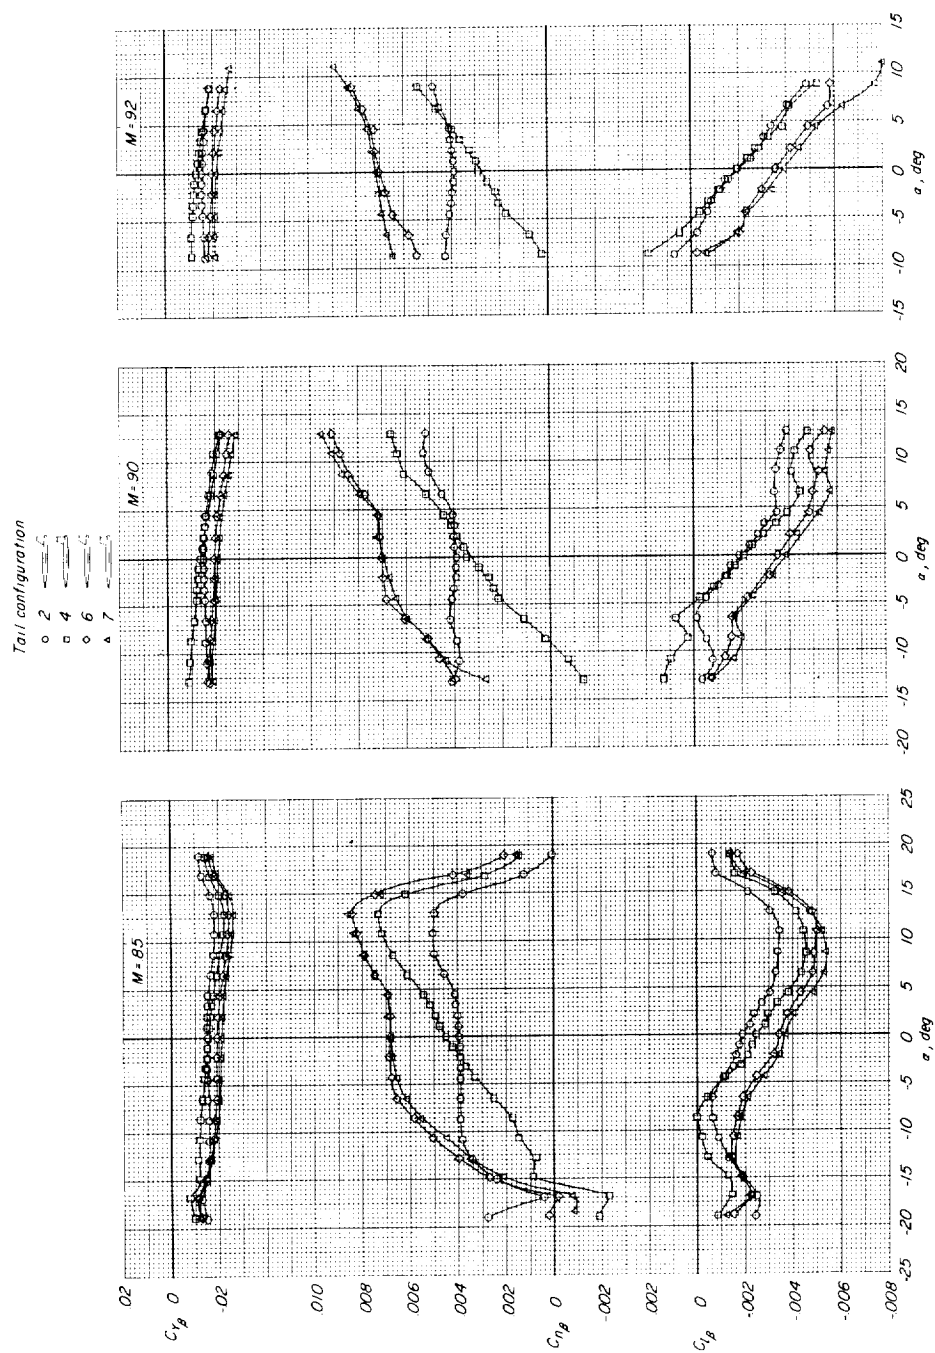 Tail configuration
2
4
6
7
M=.85
M=.90
M=.92
.02
0
-.02
CYβ
.010
.008
.006
.004
.002
0
-.002
Cnβ
.002
0
-.002
-.004
-.006
-.008
Clβ
-25 -20 -15 -10 -5 0 5 10 15 20 25
α, deg
-20 -15 -10 -5 0 5 10 15 20
α, deg
-15 -10 -5 0 5 10 15
α, deg